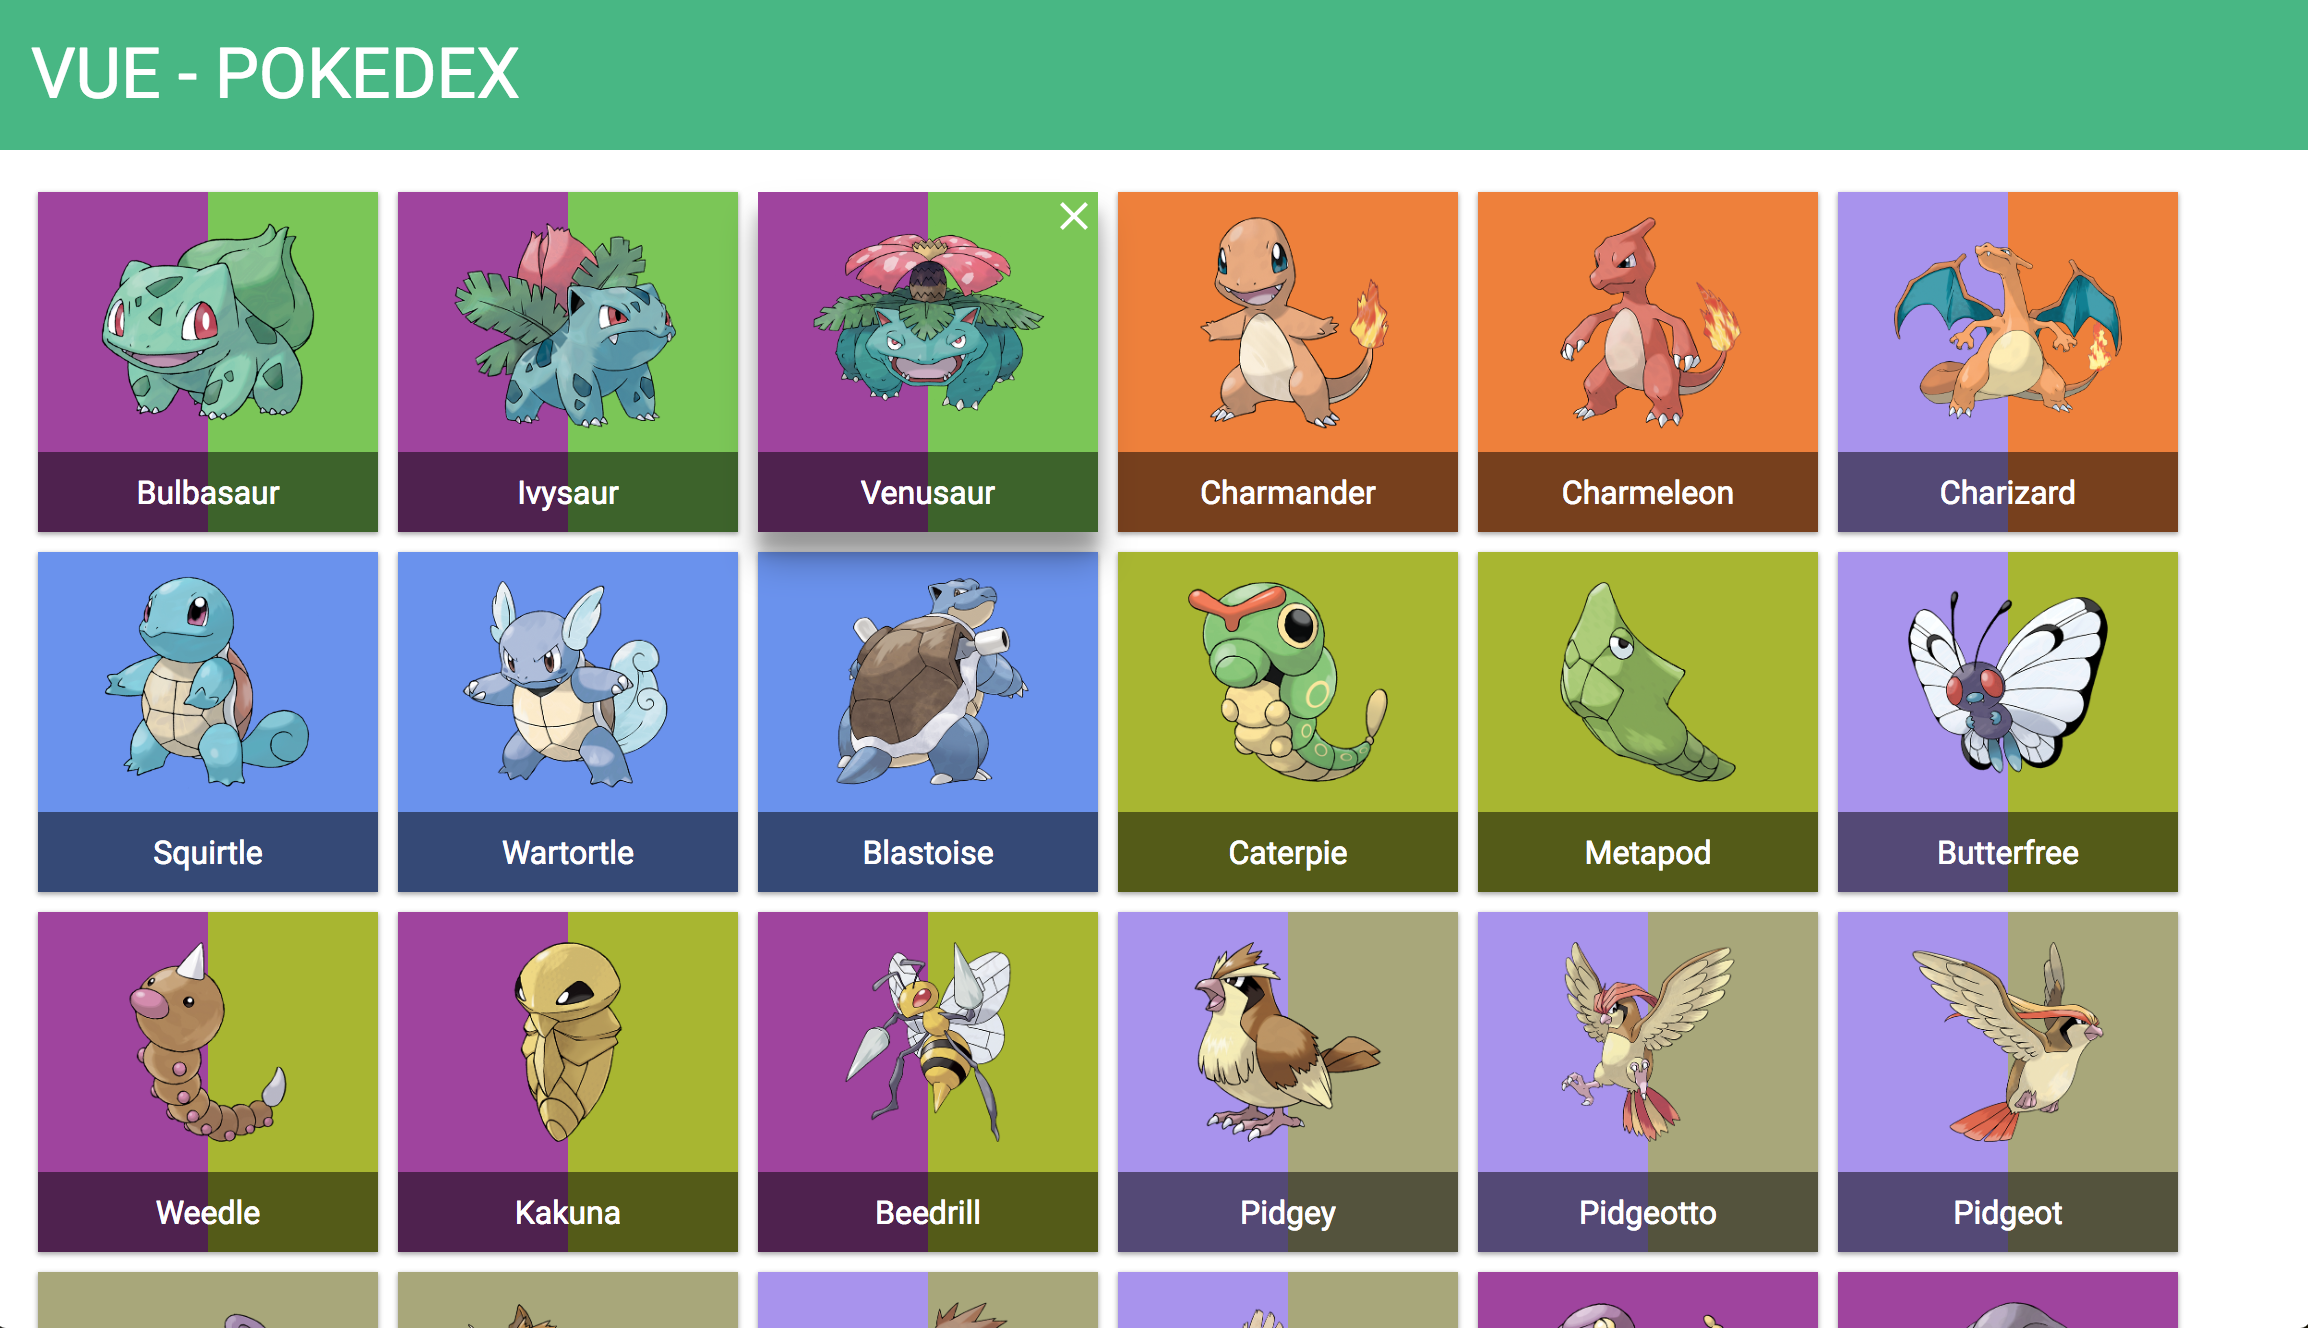 VUE - POKEDEX
Bulbasaur
Ivysaur
Venusaur
Charmander
Charmeleon
Charizard
Squirtle
Wartortle
Blastoise
Caterpie
Metapod
Butterfree
Weedle
Kakuna
Beedrill
Pidgey
Pidgeotto
Pidgeot